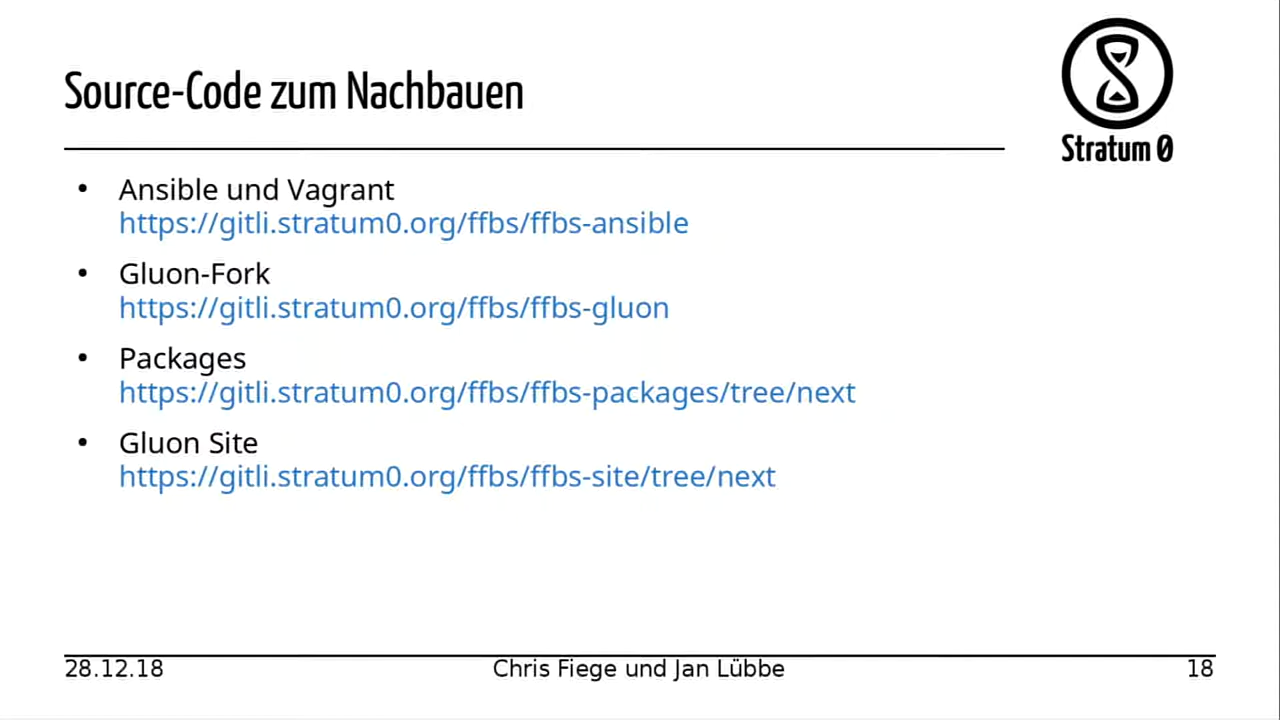 Source-Code zum Nachbauen
Stratum 0
• Ansible und Vagrant
https://gitli.stratum0.org/ffbs/ffbs-ansible
• Gluon-Fork
https://gitli.stratum0.org/ffbs/ffbs-gluon
• Packages
https://gitli.stratum0.org/ffbs/ffbs-packages/tree/next
• Gluon Site
https://gitli.stratum0.org/ffbs/ffbs-site/tree/next
28.12.18
Chris Fiege und Jan Lübbe
18